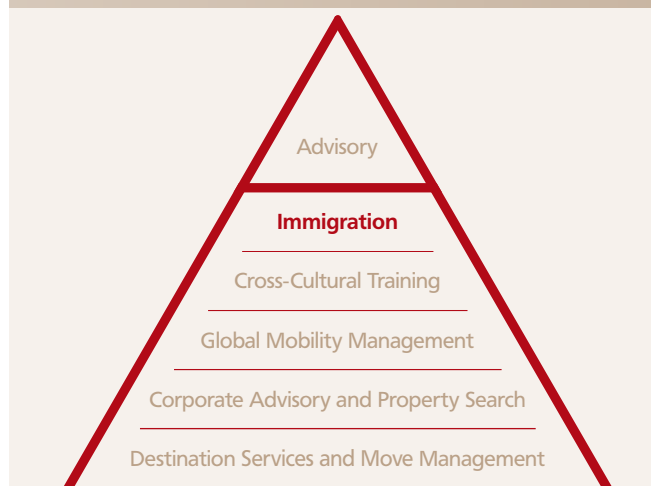 Advisory
Immigration
Cross-Cultural Training
Global Mobility Management
Corporate Advisory and Property Search
Destination Services and Move Management